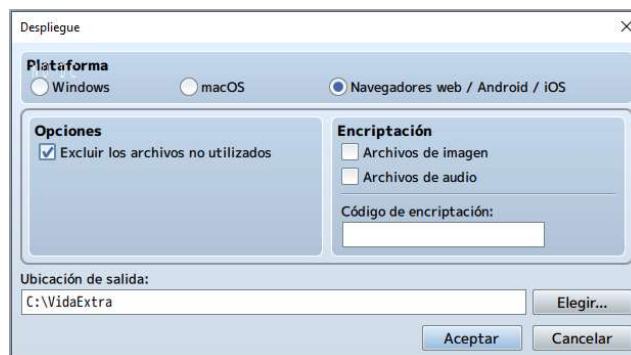 Despliegue
Plataforma
Windows
macOS
Navegadores web / Android / iOS
Opciones
Excluir los archivos no utilizados
Encriptación
Archivos de imagen
Archivos de audio
Código de encriptación:
Ubicación de salida:
C:\VidaExtra
Elegir...
Aceptar
Cancelar